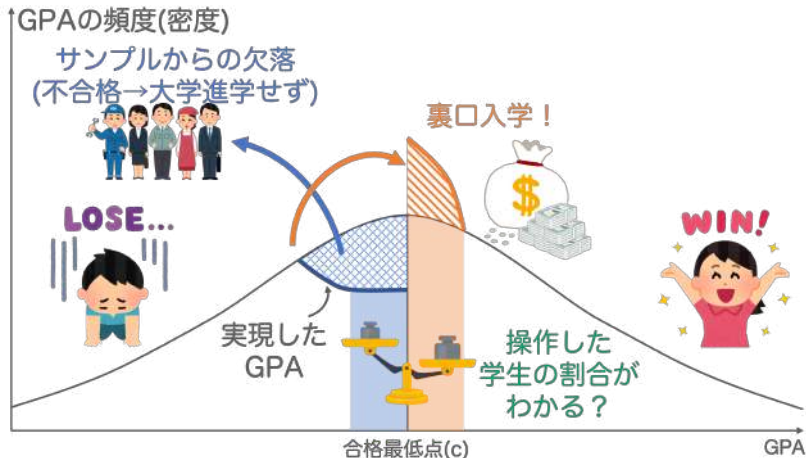 GPAの頻度(密度)
サンプルからの欠落
(不合格→大学進学せず)
裏口入学！
$
LOSE...
WIN!
実現した
GPA
操作した
学生の割合が
わかる？
合格最低点(c)
GPA